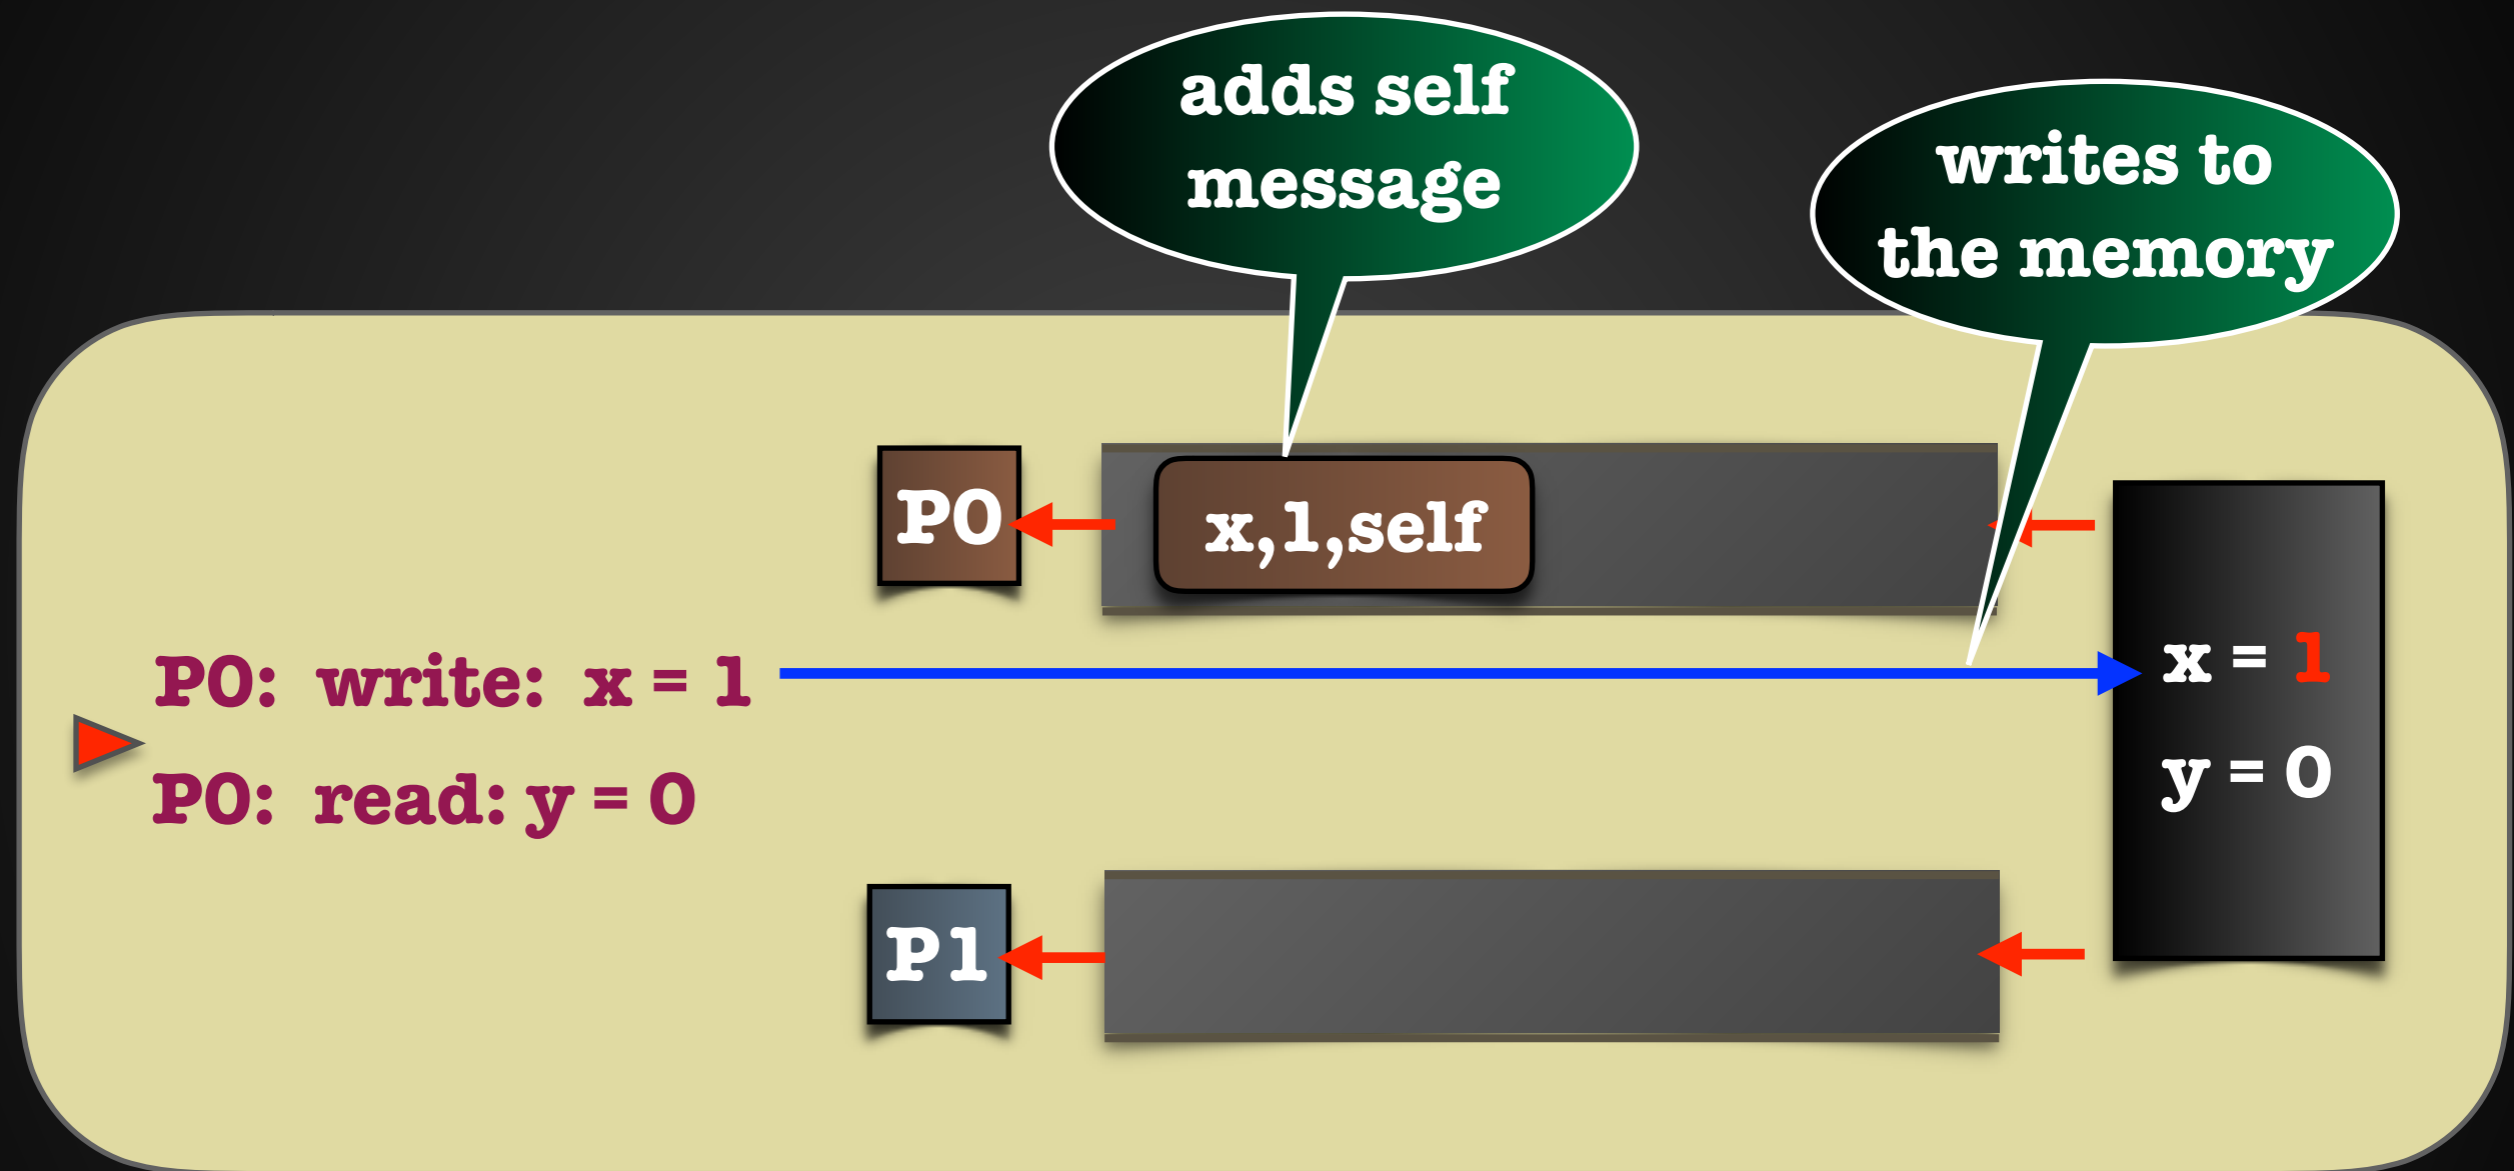 adds self
message
writes to
the memory
P0
x,1,self
P0: write: x = 1
x = 1
P0: read: y = 0
y = 0
P1